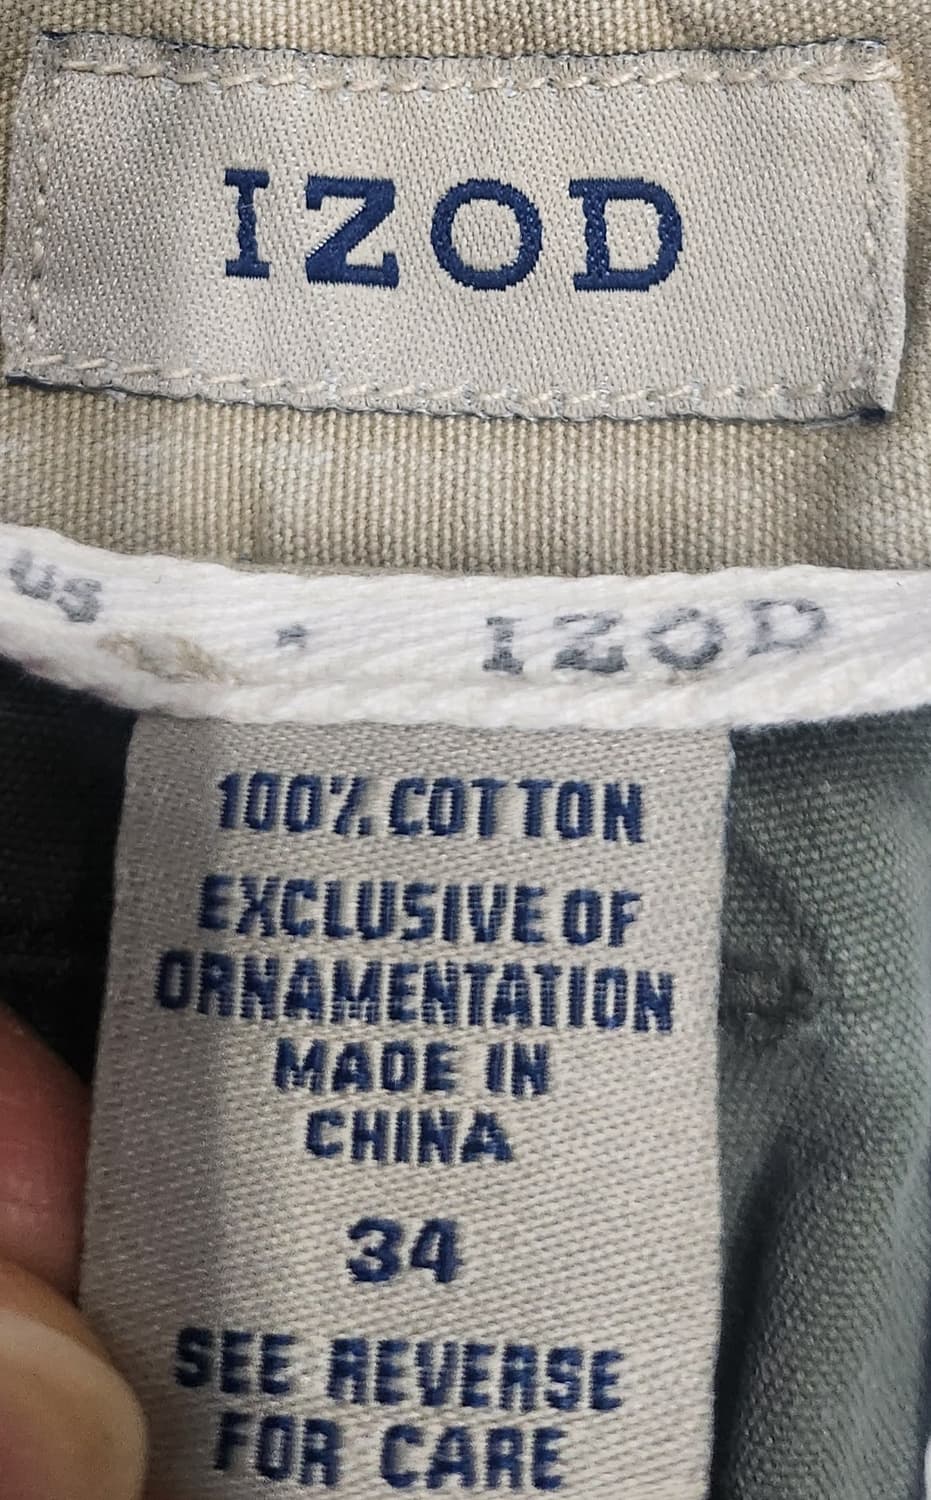 IZOD
us IZOD
100% COTTON
EXCLUSIVE OF
ORNAMENTATION
MADE IN
CHINA
34
SEE REVERSE
FOR CARE